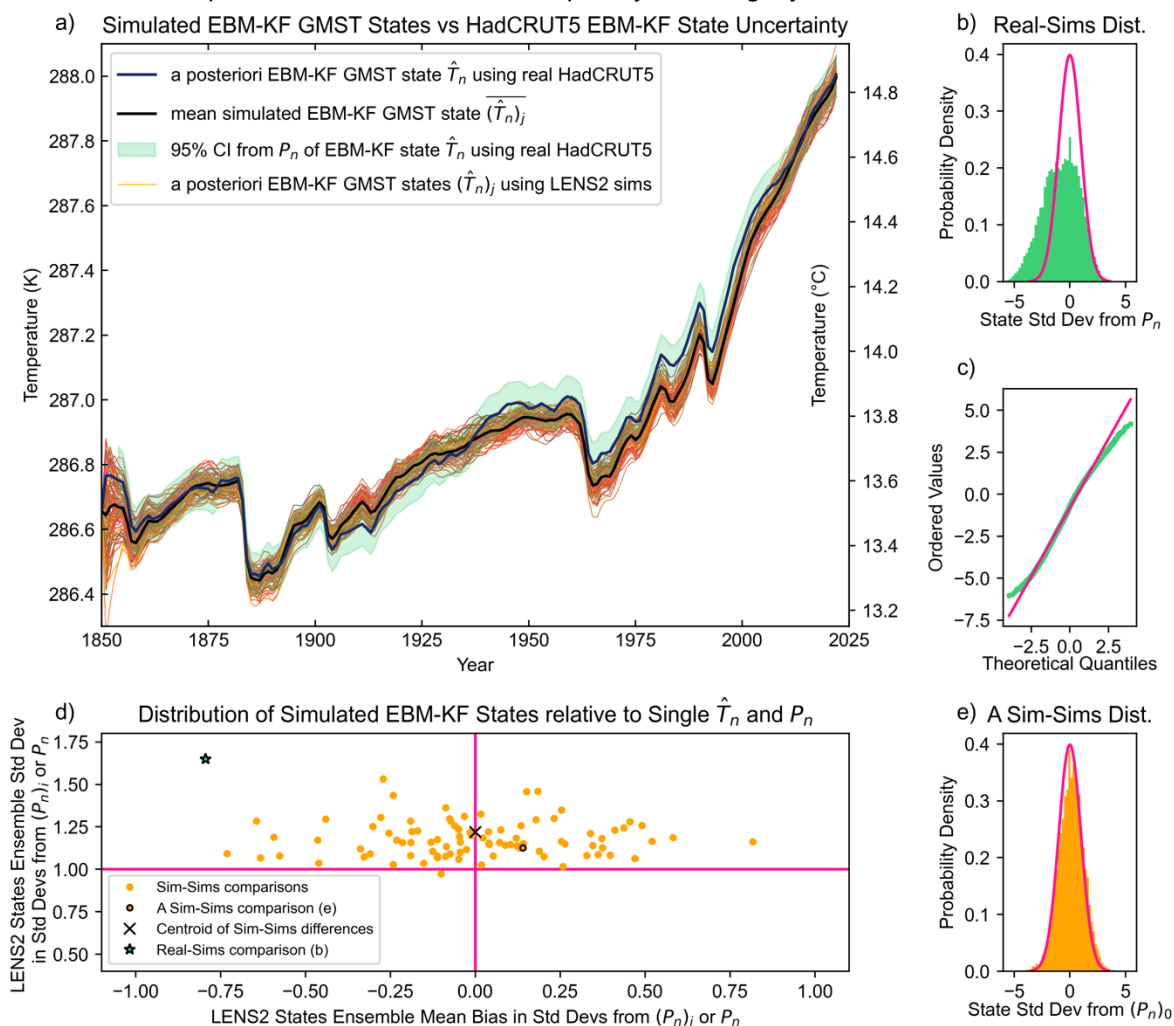 a) Simulated EBM-KF GMST States vs HadCRUT5 EBM-KF State Uncertainty
288.0
287.8
287.6
287.4
287.2
287.0
286.8
286.6
286.4
Temperature (K)
a posteriori EBM-KF GMST state T̂ₙ using real HadCRUT5
mean simulated EBM-KF GMST state \overline{(T̂ₙ)ⱼ}
95% CI from Pₙ of EBM-KF state T̂ₙ using real HadCRUT5
a posteriori EBM-KF GMST states (T̂ₙ)ⱼ using LENS2 sims
14.8
14.6
14.4
14.2
14.0
13.8
13.6
13.4
13.2
Temperature (°C)
1850 1875 1900 1925 1950 1975 2000 2025
Year
b) Real-Sims Dist.
0.4
0.3
0.2
0.1
0.0
Probability Density
−5 0 5
State Std Dev from Pₙ
c)
5.0
2.5
0.0
−2.5
−5.0
−7.5
Ordered Values
−2.5 0.0 2.5
Theoretical Quantiles
d) Distribution of Simulated EBM-KF States relative to Single T̂ₙ and Pₙ
LENS2 States Ensemble Std Dev
in Std Devs from (Pₙ)ᵢ or Pₙ
1.75
1.50
1.25
1.00
0.75
0.50
Sim-Sims comparisons
A Sim-Sims comparison (e)
Centroid of Sim-Sims differences
Real-Sims comparison (b)
−1.00 −0.75 −0.50 −0.25 0.00 0.25 0.50 0.75 1.00
LENS2 States Ensemble Mean Bias in Std Devs from (Pₙ)ᵢ or Pₙ
e) A Sim-Sims Dist.
0.4
0.3
0.2
0.1
0.0
Probability Density
−5 0 5
State Std Dev from (Pₙ)